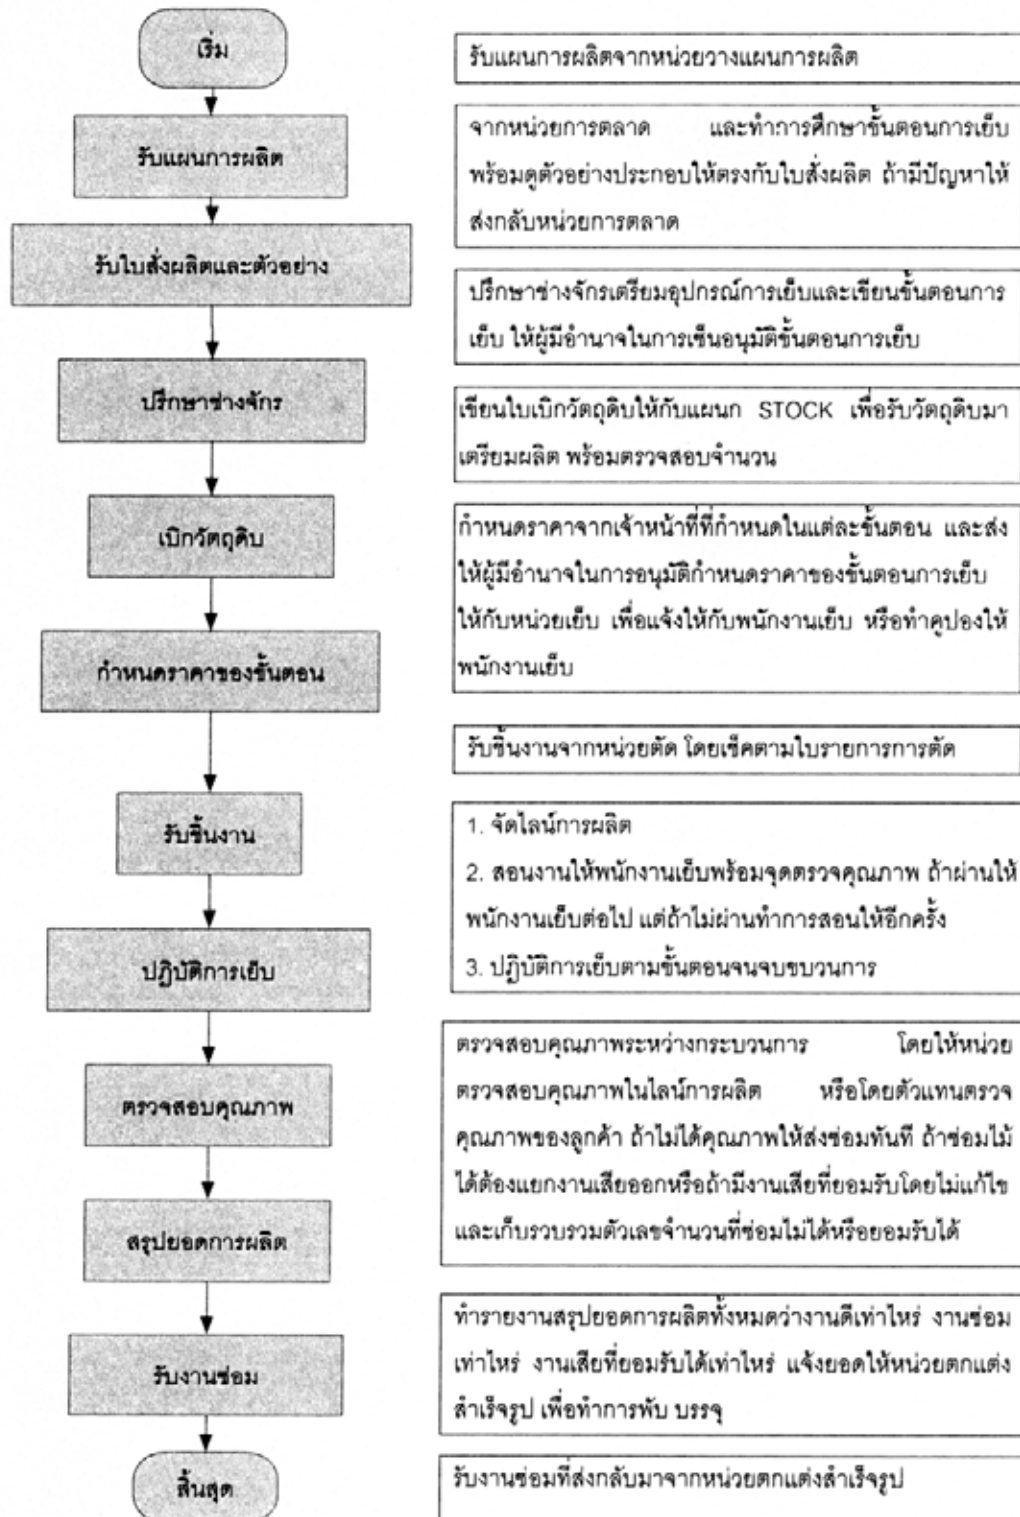 เริ่ม
รับแผนการผลิต
รับใบสั่งผลิตและตัวอย่าง
ปรึกษาช่างจักร
เบิกวัตถุดิบ
กำหนดราคาของขั้นตอน
รับชิ้นงาน
ปฏิบัติการเย็บ
ตรวจสอบคุณภาพ
สรุปยอดการผลิต
รับงานซ่อม
สิ้นสุด
รับแผนการผลิตจากหน่วยวางแผนการผลิต
จากหน่วยการตลาด และทำการศึกษาขั้นตอนการเย็บ
พร้อมดูตัวอย่างประกอบให้ตรงกับใบสั่งผลิต ถ้ามีปัญหาให้
ส่งกลับหน่วยการตลาด
ปรึกษาช่างจักรเตรียมอุปกรณ์การเย็บและเขียนขั้นตอนการ
เย็บ ให้ผู้มีอำนาจในการเซ็นอนุมัติขั้นตอนการเย็บ
เขียนใบเบิกวัตถุดิบให้กับแผนก STOCK เพื่อรับวัตถุดิบมา
เตรียมผลิต พร้อมตรวจสอบจำนวน
กำหนดราคาจากเจ้าหน้าที่ที่กำหนดในแต่ละขั้นตอน และส่ง
ให้ผู้มีอำนาจในการอนุมัติกำหนดราคาของขั้นตอนการเย็บ
ให้กับหน่วยเย็บ เพื่อแจ้งให้กับพนักงานเย็บ หรือทำคูปองให้
พนักงานเย็บ
รับชิ้นงานจากหน่วยตัด โดยเช็คตามใบรายการการตัด
1. จัดไลน์การผลิต
2. สอนงานให้พนักงานเย็บพร้อมจุดตรวจคุณภาพ ถ้าผ่านให้
พนักงานเย็บต่อไป แต่ถ้าไม่ผ่านทำการสอนให้อีกครั้ง
3. ปฏิบัติการเย็บตามขั้นตอนจนจบขบวนการ
ตรวจสอบคุณภาพระหว่างกระบวนการ โดยให้หน่วย
ตรวจสอบคุณภาพในไลน์การผลิต หรือโดยตัวแทนตรวจ
คุณภาพของลูกค้า ถ้าไม่ได้คุณภาพให้ส่งซ่อมทันที ถ้าซ่อมไม้
ได้ต้องแยกงานเสียออกหรือถ้ามีงานเสียที่ยอมรับโดยไม่แก้ไข
และเก็บรวบรวมตัวเลขจำนวนที่ซ่อมไม่ได้หรือยอมรับได้
ทำรายงานสรุปยอดการผลิตทั้งหมดว่างานดีเท่าไหร่ งานซ่อม
เท่าไหร่ งานเสียที่ยอมรับได้เท่าไหร่ แจ้งยอดให้หน่วยตกแต่ง
สำเร็จรูป เพื่อทำการพับ บรรจุ
รับงานซ่อมที่ส่งกลับมาจากหน่วยตกแต่งสำเร็จรูป